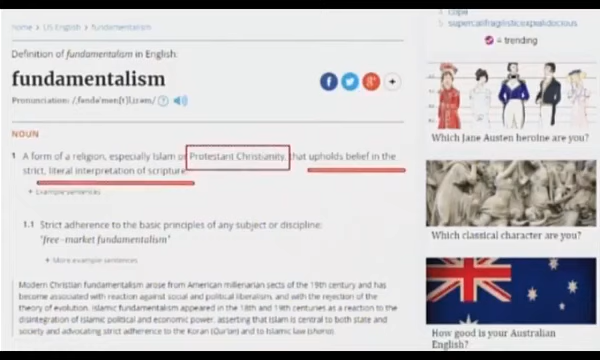 home > US English > fundamentalism
Definition of fundamentalism in English:
fundamentalism
NOUN
1 A form of a religion, especially Islam or Protestant Christianity, that upholds belief in the
strict, literal interpretation of scripture:
+ Example sentences
1.1 Strict adherence to the basic principles of any subject or discipline:
'free-market fundamentalism'
+ More example sentences
Modern Christian fundamentalism arose from American millenarian sects of the 19th century and has
become associated with reaction against social and political liberalism, and with the rejection of the
theory of evolution. Islamic fundamentalism appeared in the 18th and 19th centuries as a reaction to the
disintegration of Islamic political and economic power, asserting that Islam is central to both state and
society and advocating strict adherence to the Koran (Qur'an) and to Islamic law (sharia).
supercalifragilisticexpialidocious
= trending
Which Jane Austen heroine are you?
Which classical character are you?
How good is your Australian
English?